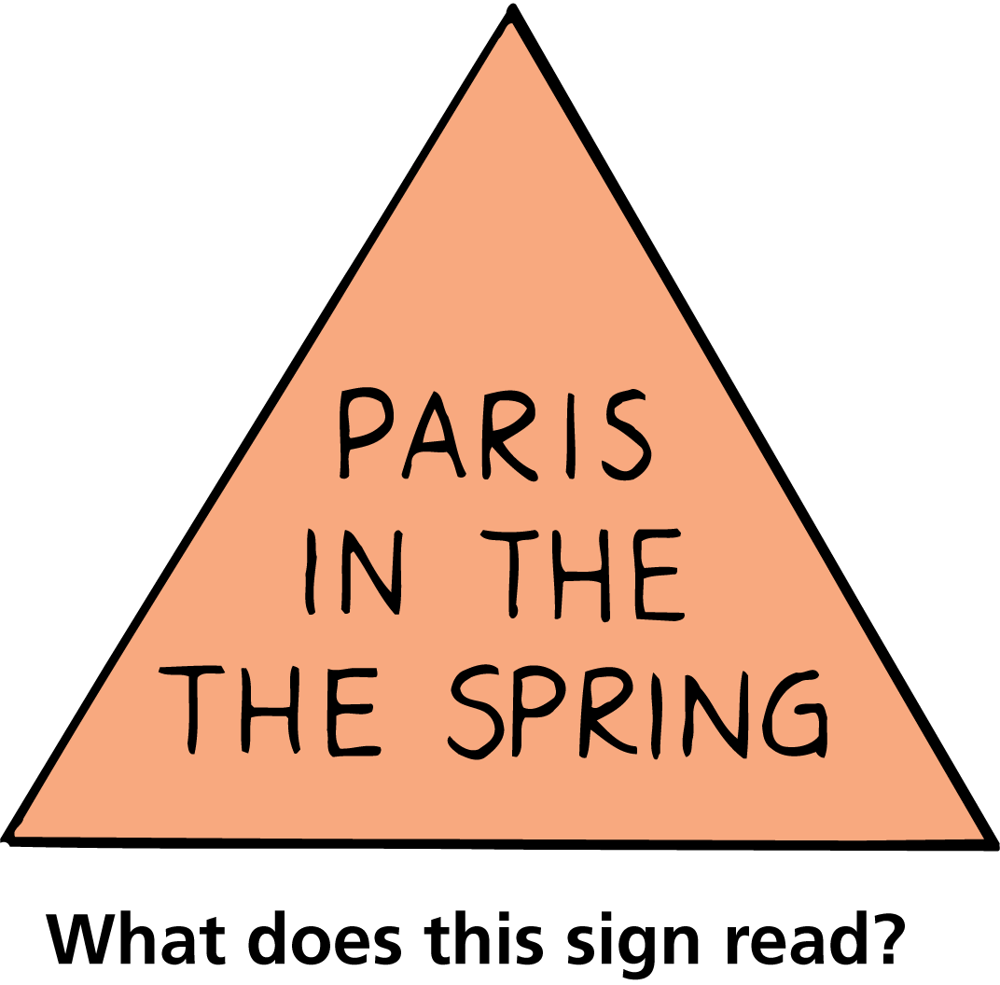 PARIS
IN THE
THE SPRING
What does this sign read?